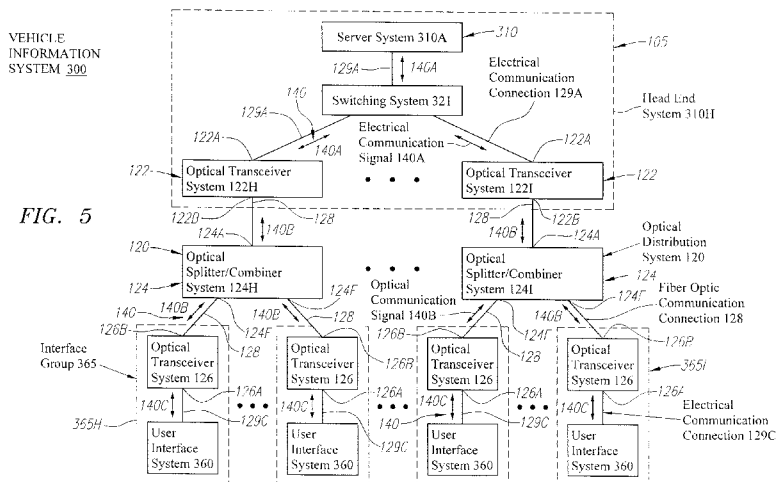 VEHICLE
INFORMATION
SYSTEM 300
Server System 310A
310
105
129A
140A
Electrical
Communication
Connection 129A
Switching System 321
Head End
System 310H
140
129A
122A
140A
Electrical
Communication
Signal 140A
122A
122
Optical Transceiver
System 122H
Optical Transceiver
System 122I
122
FIG. 5
122B
128
140B
124A
128
122B
140B
124A
Optical
Distribution
System 120
120
124
Optical
Splitter/Combiner
System 124H
Optical
Splitter/Combiner
System 124I
124
124F
Optical
Communication
Signal 140B
124F
Fiber Optic
Communication
Connection 128
140
140B
126B
124F
128
140B
128
126B
126B
140B
124F
128
140B
126B
Interface
Group 365
Optical
Transceiver
System 126
Optical
Transceiver
System 126
Optical
Transceiver
System 126
Optical
Transceiver
System 126
365I
126A
126A
126A
126A
140C
140C
140
140C
140C
365H
129C
129C
129C
Electrical
Communication
Connection 129C
User
Interface
System 360
User
Interface
System 360
User
Interface
System 360
User
Interface
System 360